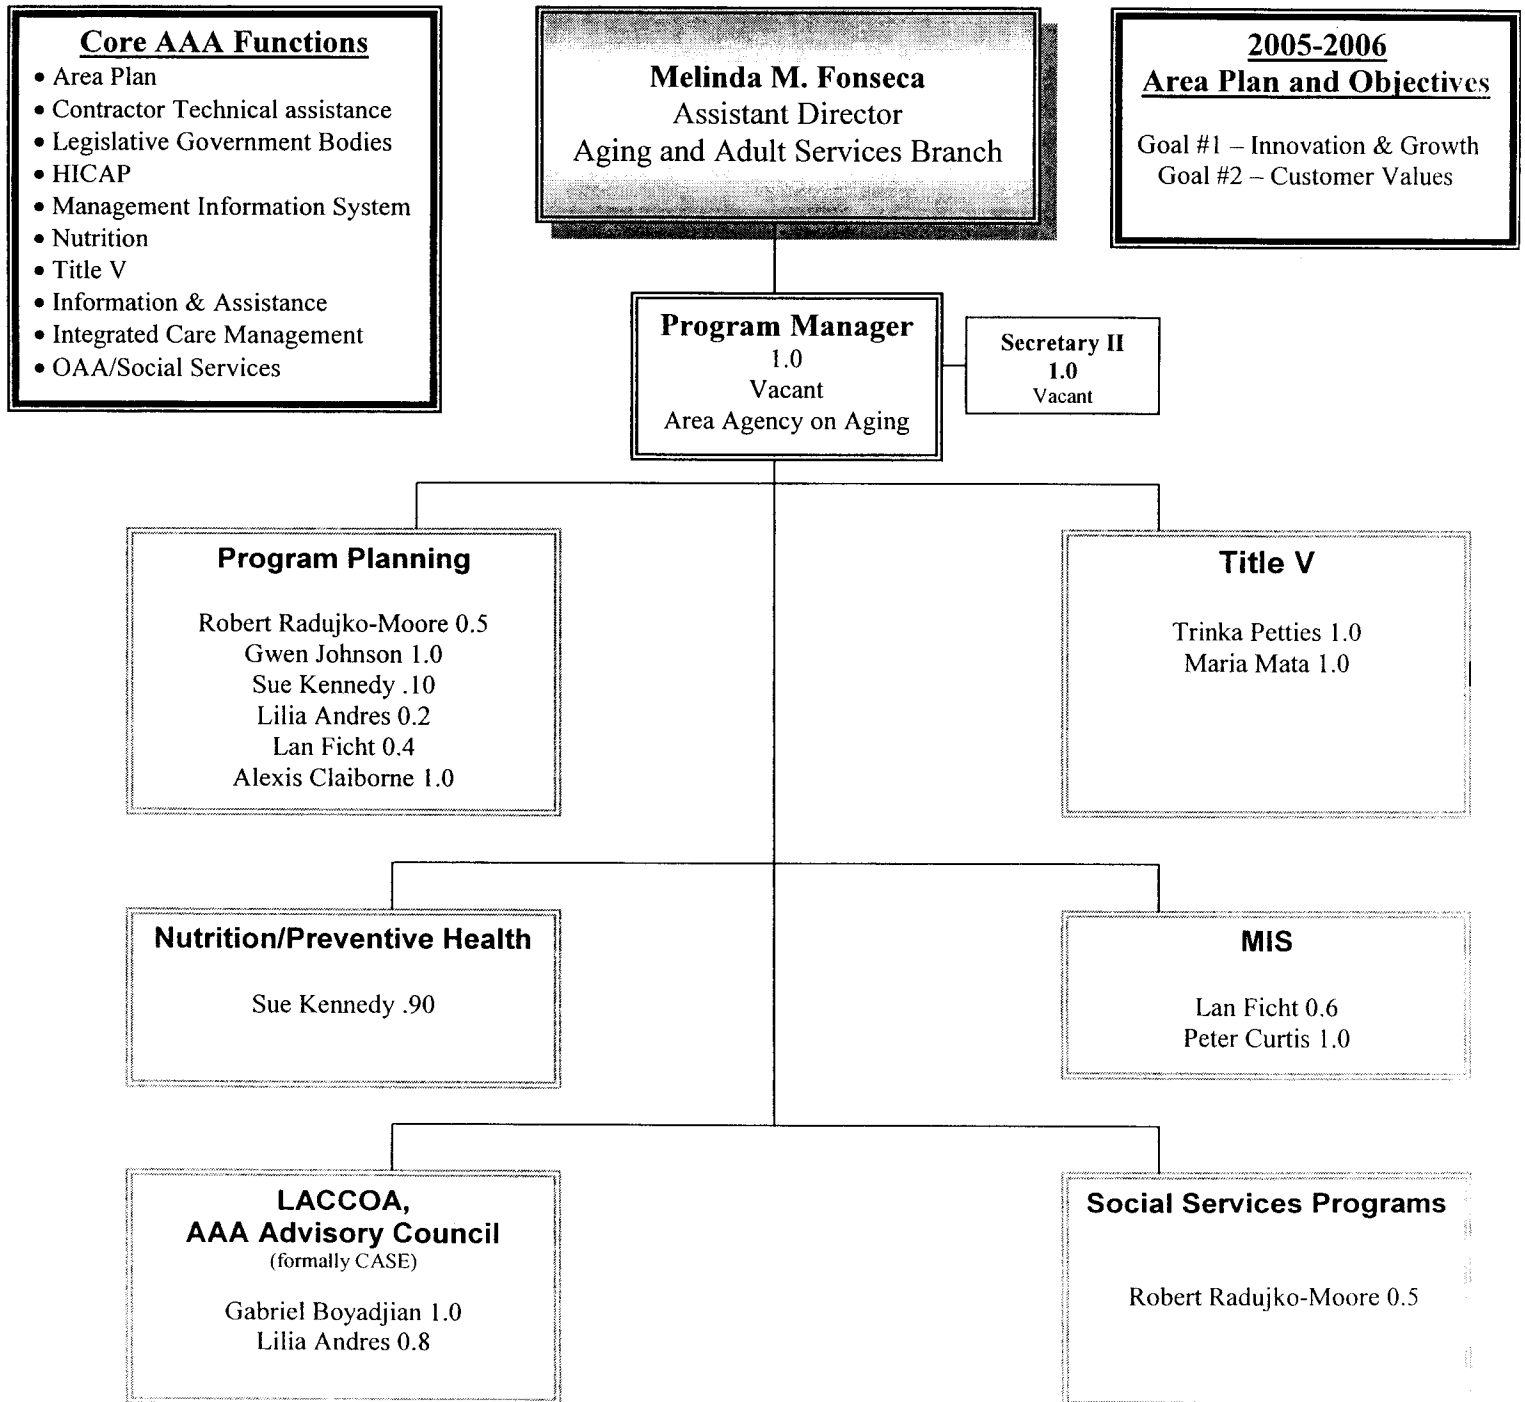 Core AAA Functions
• Area Plan
• Contractor Technical assistance
• Legislative Government Bodies
• HICAP
• Management Information System
• Nutrition
• Title V
• Information & Assistance
• Integrated Care Management
• OAA/Social Services
Melinda M. Fonseca
Assistant Director
Aging and Adult Services Branch
2005-2006
Area Plan and Objectives
Goal #1 – Innovation & Growth
Goal #2 – Customer Values
Program Manager
1.0
Vacant
Area Agency on Aging
Secretary II
1.0
Vacant
Program Planning
Robert Radujko-Moore 0.5
Gwen Johnson 1.0
Sue Kennedy .10
Lilia Andres 0.2
Lan Ficht 0.4
Alexis Claiborne 1.0
Title V
Trinka Petties 1.0
Maria Mata 1.0
Nutrition/Preventive Health
Sue Kennedy .90
MIS
Lan Ficht 0.6
Peter Curtis 1.0
LACCOA,
AAA Advisory Council
(formally CASE)
Gabriel Boyadjian 1.0
Lilia Andres 0.8
Social Services Programs
Robert Radujko-Moore 0.5